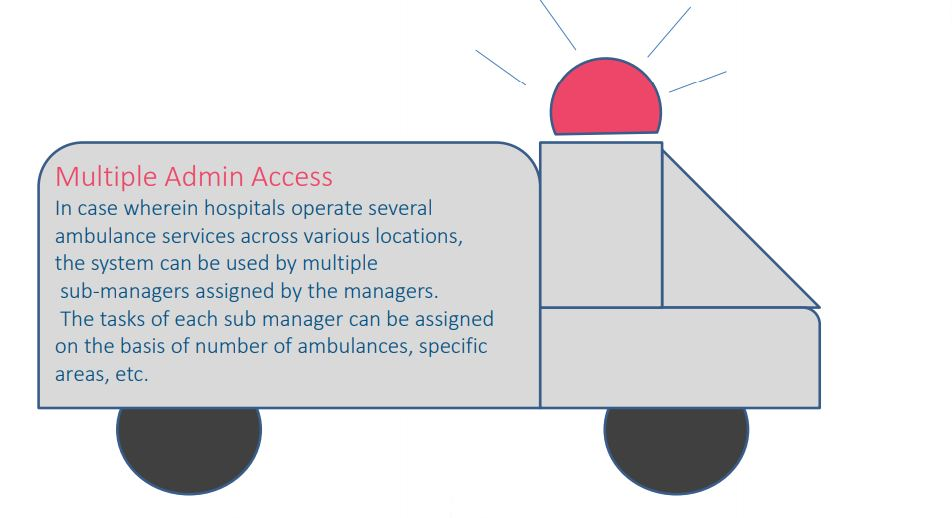 Multiple Admin Access
In case wherein hospitals operate several
ambulance services across various locations,
the system can be used by multiple
sub-managers assigned by the managers.
The tasks of each sub manager can be assigned
on the basis of number of ambulances, specific
areas, etc.